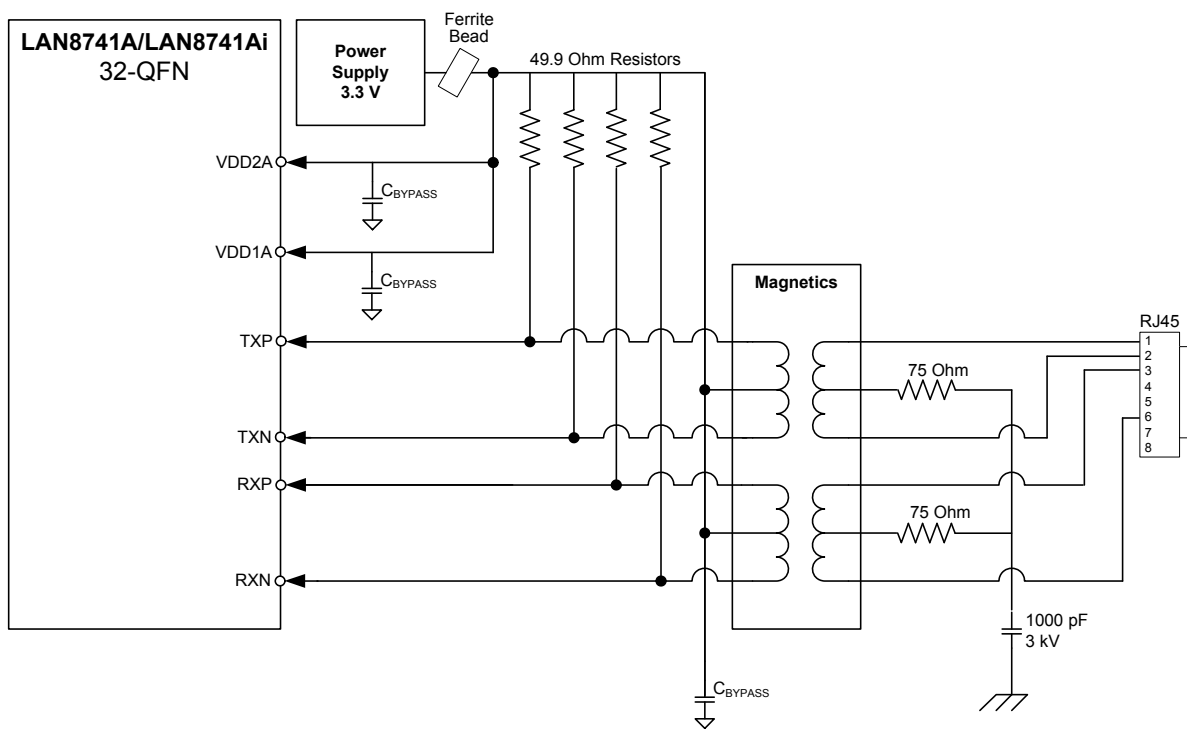 LAN8741A/LAN8741Ai
32-QFN
Power
Supply
3.3 V
Ferrite
Bead
49.9 Ohm Resistors
VDD2A
CBYPASS
VDD1A
CBYPASS
Magnetics
TXP
RJ45
1
2
3
4
5
6
7
8
75 Ohm
TXN
RXP
75 Ohm
RXN
1000 pF
3 kV
CBYPASS